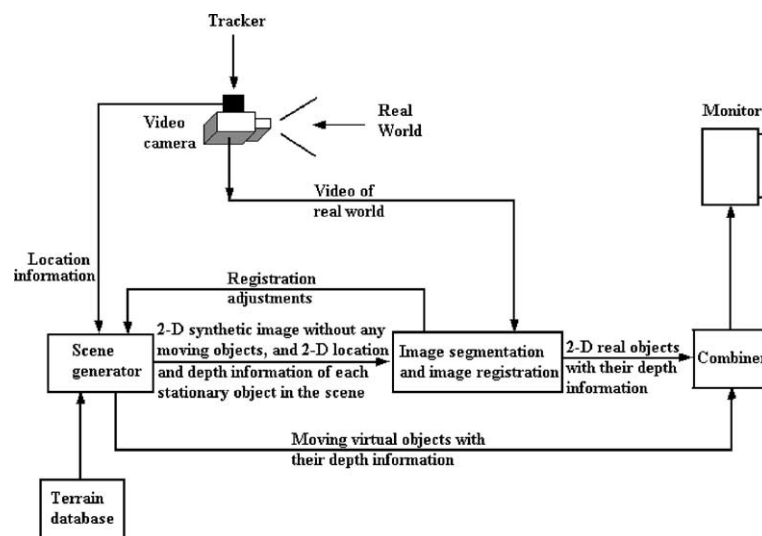 Tracker
Video
camera
Real
World
Monitor
Video of
real world
Location
information
Registration
adjustments
Scene
generator
2-D synthetic image without any
moving objects, and 2-D location
and depth information of each
stationary object in the scene
Image segmentation
and image registration
2-D real objects
with their depth
information
Combiner
Moving virtual objects with
their depth information
Terrain
database